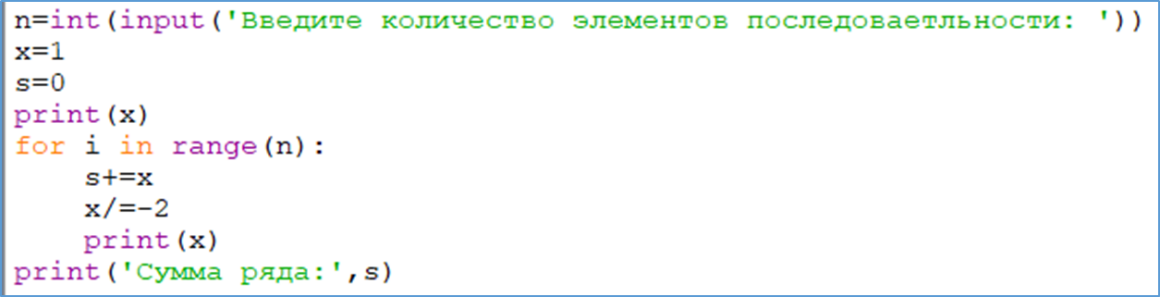 n=int(input('Введите количество элементов последоваетльности: '))
x=1
s=0
print(x)
for i in range(n):
    s+=x
    x/=-2
    print(x)
print('Сумма ряда:',s)